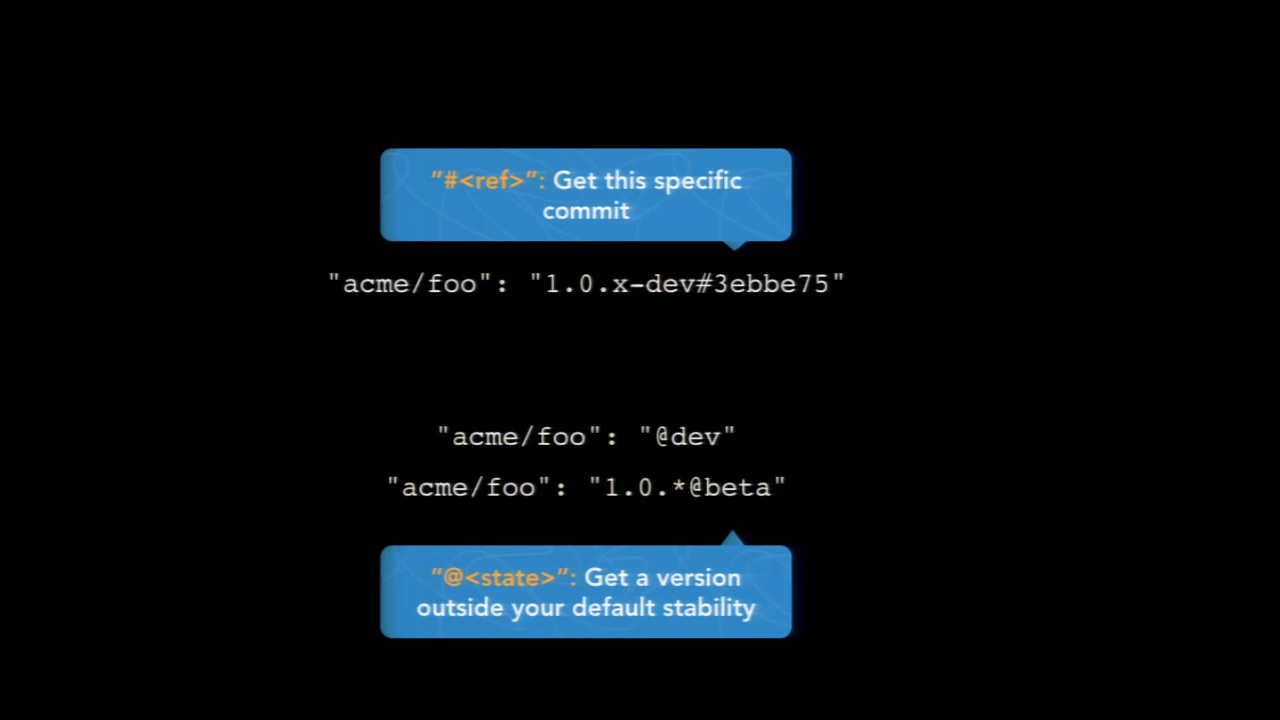 "#<ref>": Get this specific
commit
"acme/foo": "1.0.x-dev#3ebbe75"
"acme/foo": "@dev"
"acme/foo": "1.0.*@beta"
"@<state>": Get a version
outside your default stability